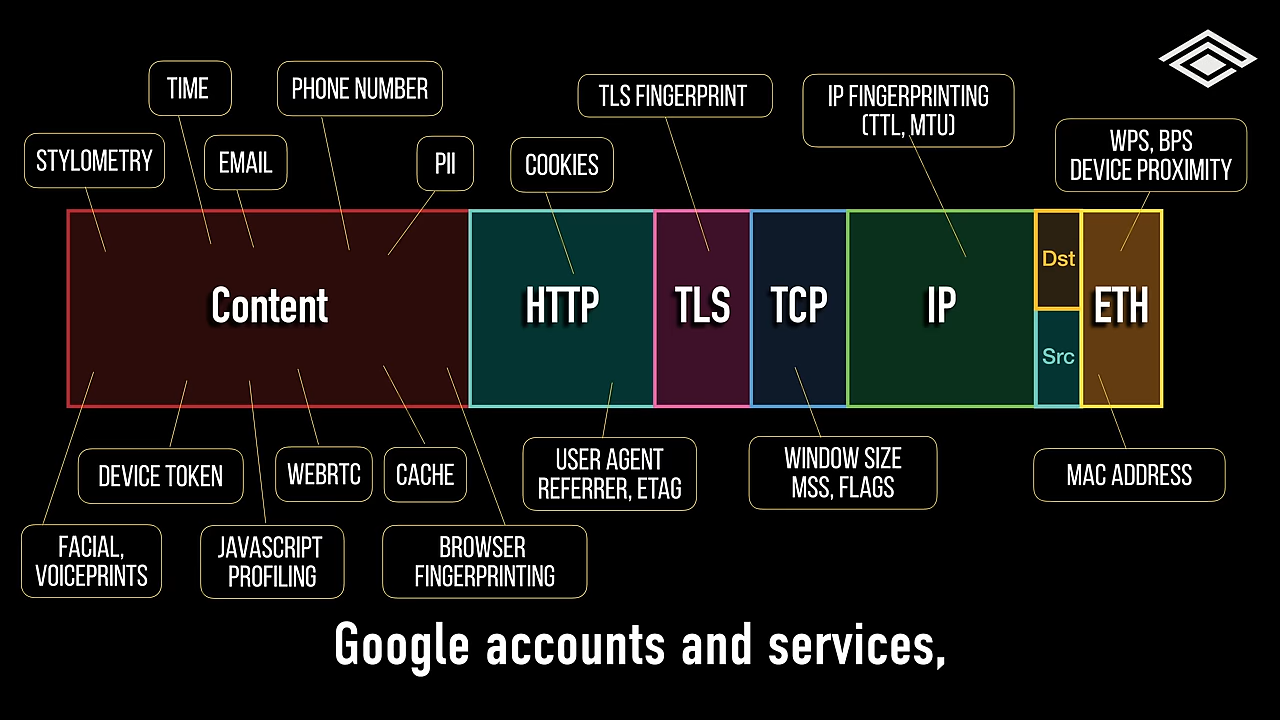 TIME
PHONE NUMBER
TLS FINGERPRINT
IP FINGERPRINTING
(TTL, MTU)
WPS, BPS
DEVICE PROXIMITY
STYLOMETRY
EMAIL
PII
COOKIES
Content
HTTP
TLS
TCP
IP
Dst
Src
ETH
DEVICE TOKEN
WEBRTC
CACHE
USER AGENT
REFERRER, ETAG
WINDOW SIZE
MSS, FLAGS
MAC ADDRESS
FACIAL,
VOICEPRINTS
JAVASCRIPT
PROFILING
BROWSER
FINGERPRINTING
Google accounts and services,